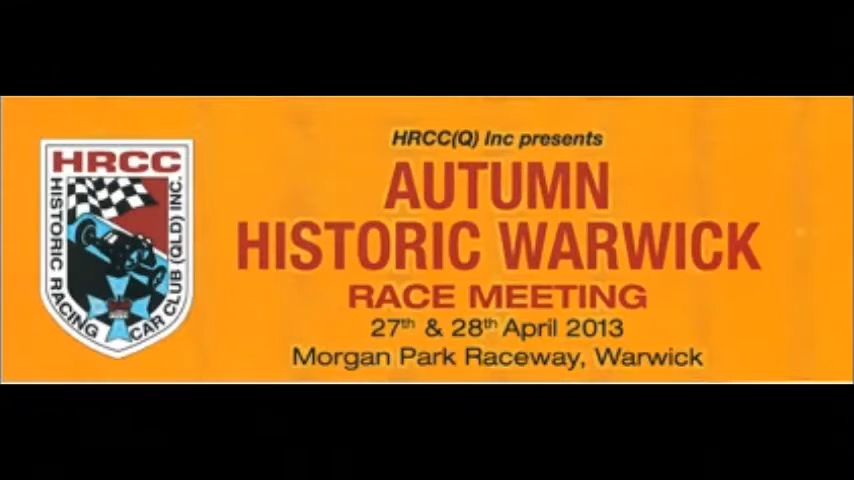 HRCC
HISTORIC RACING CAR CLUB (QLD) INC.
HRCC(Q) Inc presents
AUTUMN
HISTORIC WARWICK
RACE MEETING
27th & 28th April 2013
Morgan Park Raceway, Warwick